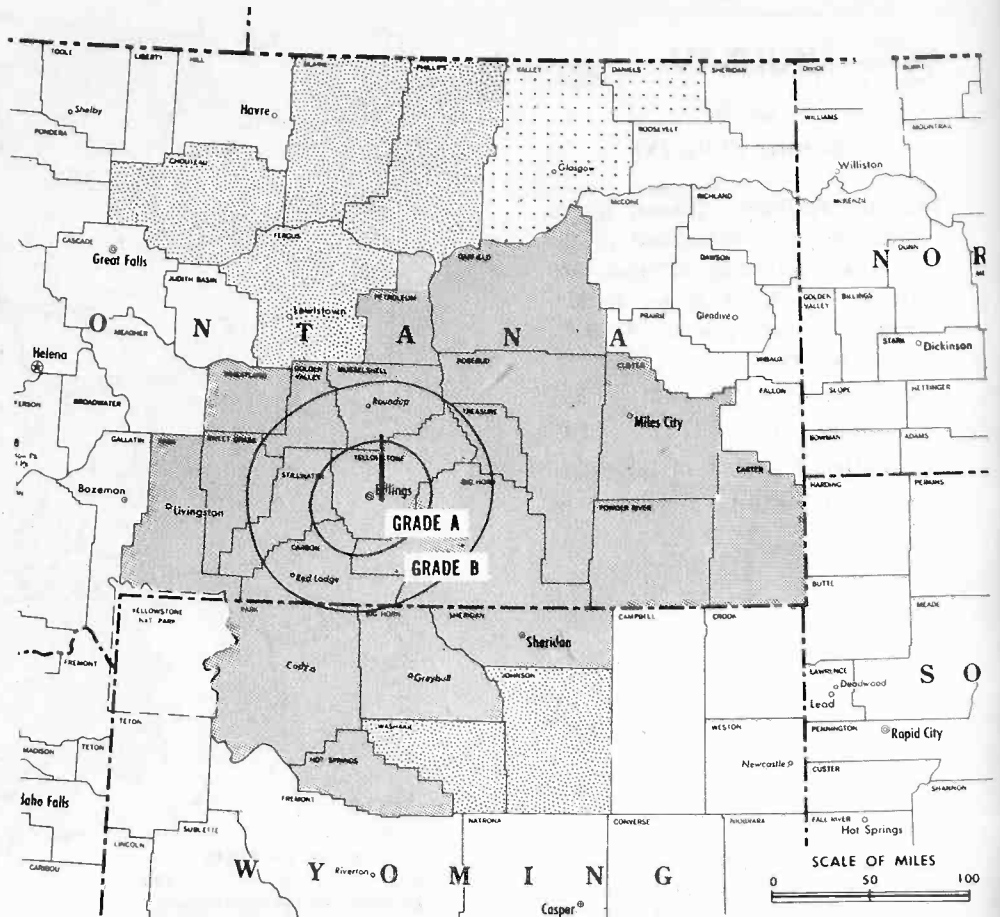 TOOLE
LIBERTY
HILL
BLAINE
PHILLIPS
VALLEY
DANIELS
SHERIDAN
DIVIDE
BURKE
Shelby
Havre
ROOSEVELT
WILLIAMS
MOUNTRAIL
PONDERA
CHOUTEAU
Glasgow
Williston
McCONE
RICHLAND
McKENZIE
CASCADE
Great Falls
FERGUS
GARFIELD
DAWSON
DUNN
N O R
JUDITH BASIN
PETROLEUM
Lewistown
PRAIRIE
Glendive
GOLDEN VALLEY
BILLINGS
O N T A N A
MEAGHER
STARK
Dickinson
Helena
WHEATLAND
GOLDEN VALLEY
MUSSELSHELL
ROSEBUD
CUSTER
WIBAUX
FALLON
SLOPE
HETTINGER
BROADWATER
FERSON
Roundup
TREASURE
Miles City
GALLATIN
PARK
SWEET GRASS
YELLOWSTONE
BOWMAN
ADAMS
STILLWATER
BIG HORN
CARTER
HARDING
PERKINS
Bozeman
Livingston
Billings
POWDER RIVER
GRADE A
CARBON
GRADE B
Red Lodge
BUTTE
YELLOWSTONE NAT. PARK
PARK
BIG HORN
SHERIDAN
CAMPBELL
CROOK
MEADE
Sheridan
FREMONT
Cody
Greybull
JOHNSON
LAWRENCE
Deadwood
Lead
S O
TETON
WASHAKIE
WESTON
PENNINGTON
Rapid City
MADISON
TETON
HOT SPRINGS
Newcastle
CUSTER
SHANNON
daho Falls
FREMONT
SUBLETTE
NATRONA
CONVERSE
NIOBRARA
FALL RIVER
Hot Springs
LINCOLN
CARIBOU
W Y O M I N G
Riverton
Casper
SCALE OF MILES
0 50 100